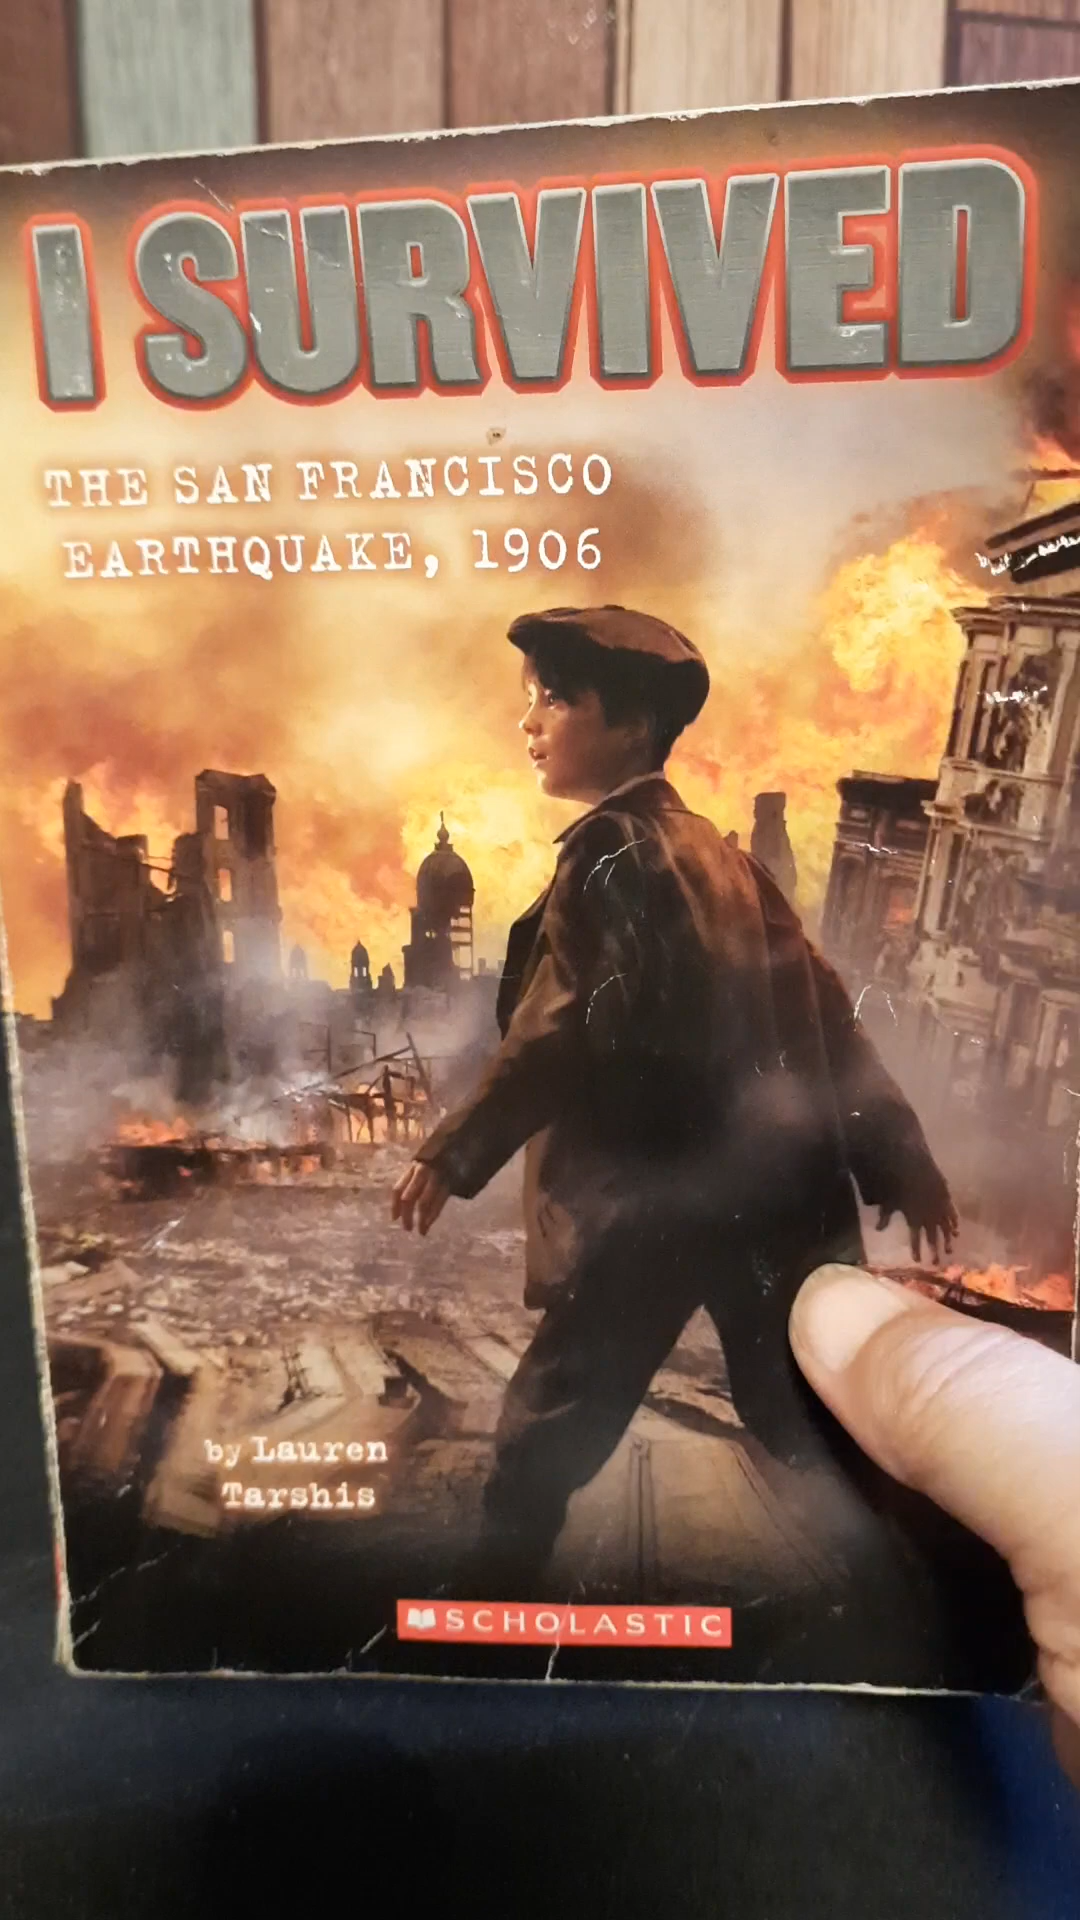 I SURVIVED
THE SAN FRANCISCO
EARTHQUAKE, 1906
by Lauren
Tarshis
SCHOLASTIC